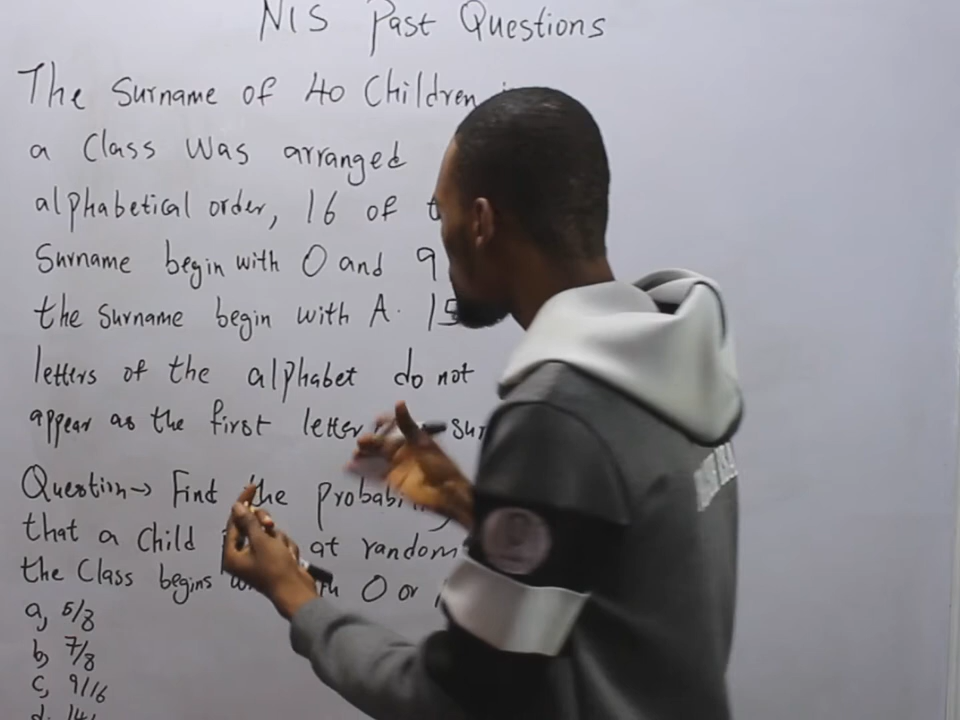 NIS Past Questions
The Surname of 40 Children
a Class was arranged
alphabetical order, 16 of
Surname begin with O and 9
the Surname begin with A. 15
letters of the alphabet do not
appear as the first letter
Question→ Find the
that a Child at random
the Class begins O or
a, 5/8
b, 7/8
c, 9/16